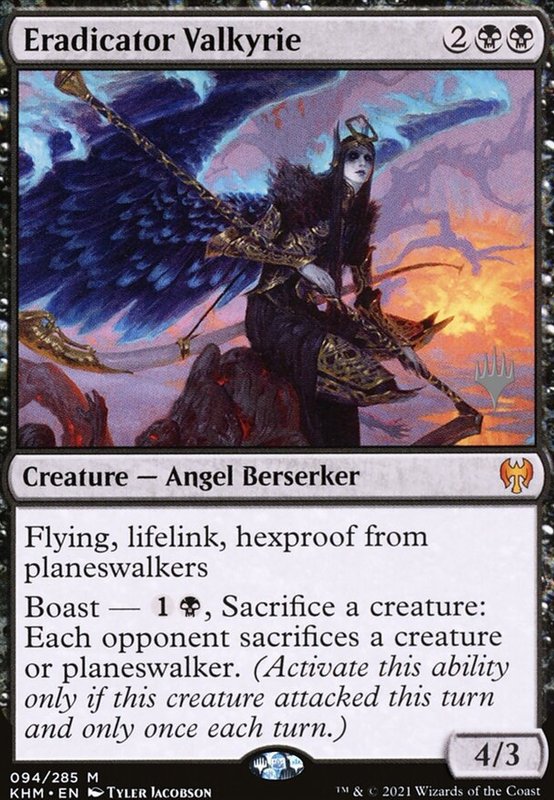 Eradicator Valkyrie 2
Creature — Angel Berserker
Flying, lifelink, hexproof from
planeswalkers
Boast — 1 , Sacrifice a creature:
Each opponent sacrifices a creature
or planeswalker. (Activate this ability
only if this creature attacked this turn
and only once each turn.)
4/3
094/285 M
KHM • EN Tyler Jacobson
™ & © 2021 Wizards of the Coast